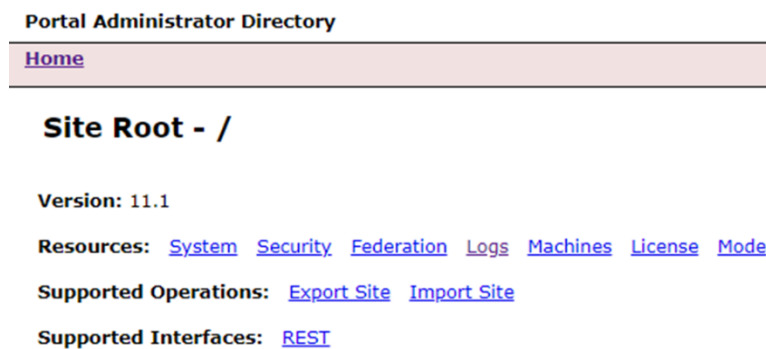 Portal Administrator Directory
Home
Site Root - /
Version: 11.1
Resources: System Security Federation Logs Machines License Mode
Supported Operations: Export Site Import Site
Supported Interfaces: REST